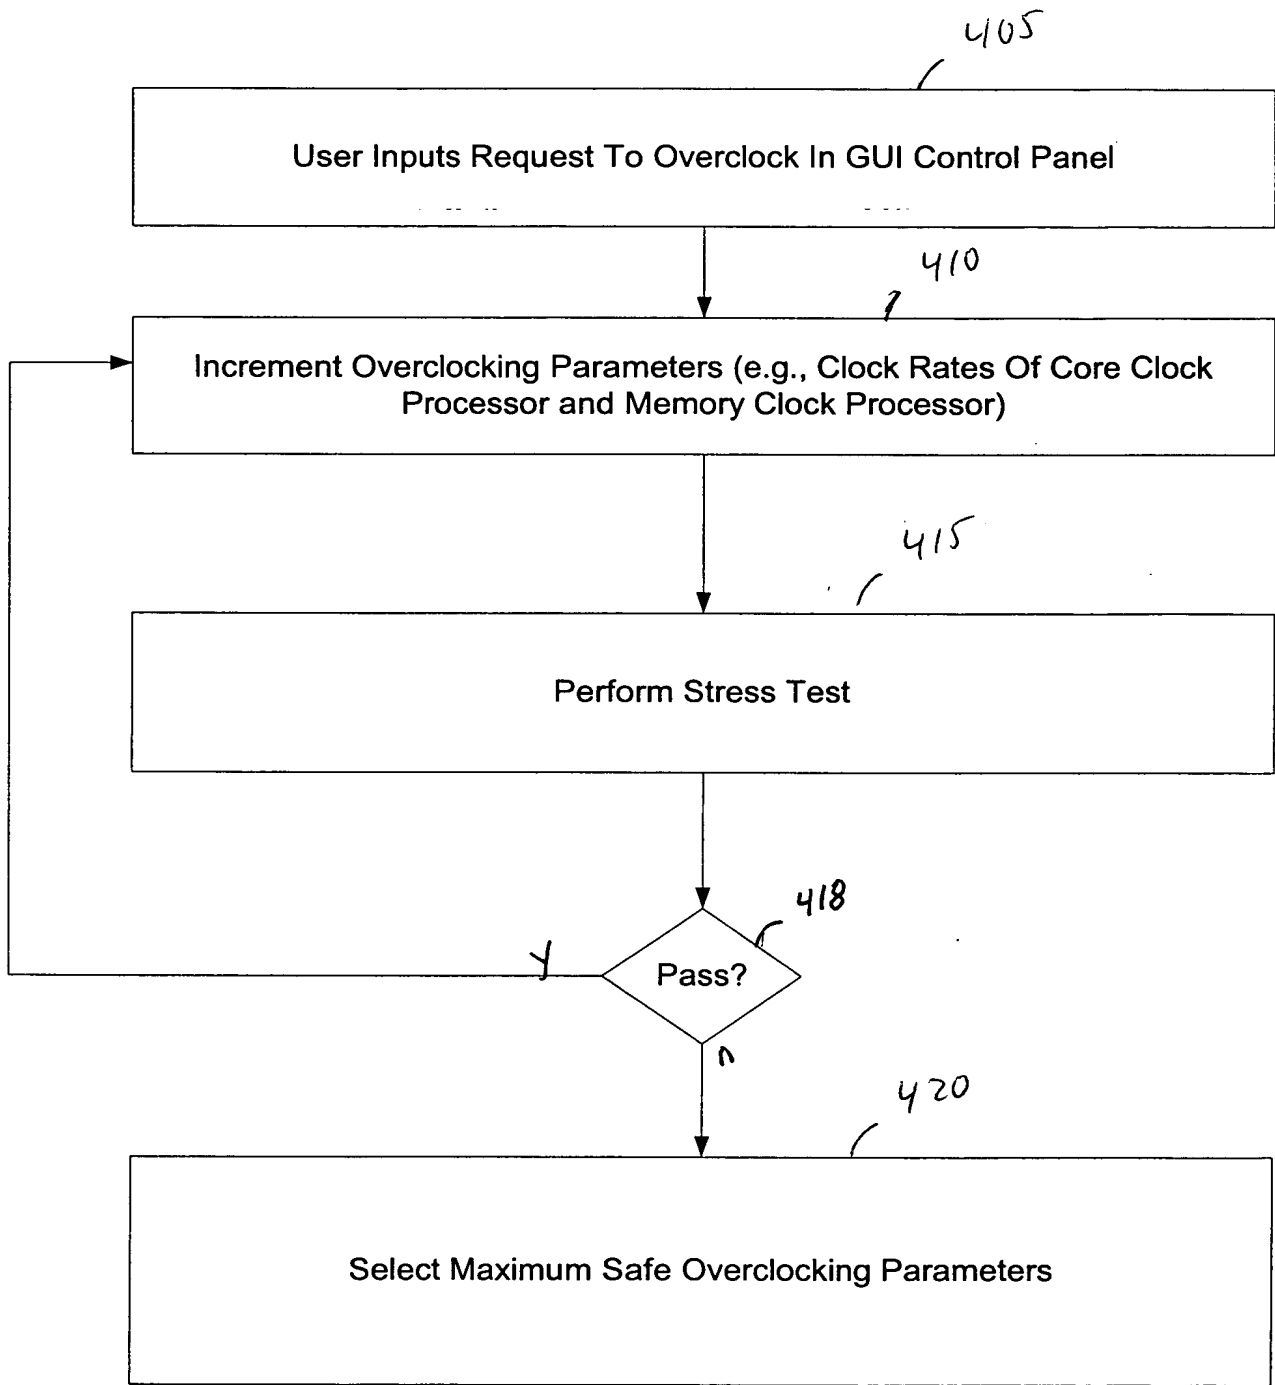 405
User Inputs Request To Overclock In GUI Control Panel
410
Increment Overclocking Parameters (e.g., Clock Rates Of Core Clock
Processor and Memory Clock Processor)
415
Perform Stress Test
418
Pass?
y
n
420
Select Maximum Safe Overclocking Parameters